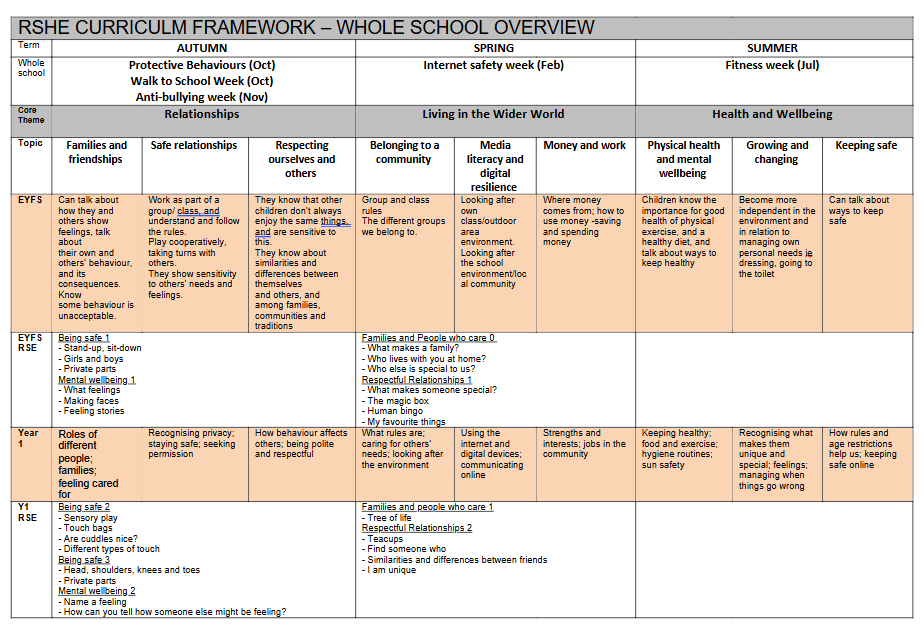 RSHE CURRICULM FRAMEWORK – WHOLE SCHOOL OVERVIEW
Term
AUTUMN
SPRING
SUMMER
Whole
school
Protective Behaviours (Oct)
Walk to School Week (Oct)
Anti-bullying week (Nov)
Internet safety week (Feb)
Fitness week (Jul)
Core
Theme
Relationships
Living in the Wider World
Health and Wellbeing
Topic
Families and
friendships
Safe relationships
Respecting
ourselves and
others
Belonging to a
community
Media
literacy and
digital
resilience
Money and work
Physical health
and mental
wellbeing
Growing and
changing
Keeping safe
EYFS
Can talk about
how they and
others show
feelings, talk
about
their own and
others' behaviour,
and its
consequences.
Know
some behaviour is
unacceptable.
Work as part of a
group/ class, and
understand and follow
the rules.
Play cooperatively,
taking turns with
others.
They show sensitivity
to others' needs and
feelings.
They know that other
children don't always
enjoy the same things,
and are sensitive to
this.
They know about
similarities and
differences between
themselves
and others, and
among families,
communities and
traditions
Group and class
rules
The different groups
we belong to.
Looking after
own
class/outdoor
area
environment.
Looking after
the school
environment/loc
al community
Where money
comes from; how to
use money -saving
and spending
money
Children know the
importance for good
health of physical
exercise, and a
healthy diet, and
talk about ways to
keep healthy
Become more
independent in the
environment and
in relation to
managing own
personal needs ie
dressing, going to
the toilet
Can talk about
ways to keep
safe
EYFS
RSE
Being safe 1
- Stand-up, sit-down
- Girls and boys
- Private parts
Mental wellbeing 1
- What feelings
- Making faces
- Feeling stories
Families and People who care 0
- What makes a family?
- Who lives with you at home?
- Who else is special to us?
Respectful Relationships 1
- What makes someone special?
- The magic box
- Human bingo
- My favourite things
Year
1
Roles of
different
people;
families;
feeling cared
for
Recognising privacy;
staying safe; seeking
permission
How behaviour affects
others; being polite
and respectful
What rules are;
caring for others'
needs; looking after
the environment
Using the
internet and
digital devices;
communicating
online
Strengths and
interests; jobs in the
community
Keeping healthy;
food and exercise;
hygiene routines;
sun safety
Recognising what
makes them
unique and
special; feelings;
managing when
things go wrong
How rules and
age restrictions
help us; keeping
safe online
Y1
RSE
Being safe 2
- Sensory play
- Touch bags
- Are cuddles nice?
- Different types of touch
Being safe 3
- Head, shoulders, knees and toes
- Private parts
Mental wellbeing 2
- Name a feeling
- How can you tell how someone else might be feeling?
Families and people who care 1
- Tree of life
Respectful Relationships 2
- Teacups
- Find someone who
- Similarities and differences between friends
- I am unique